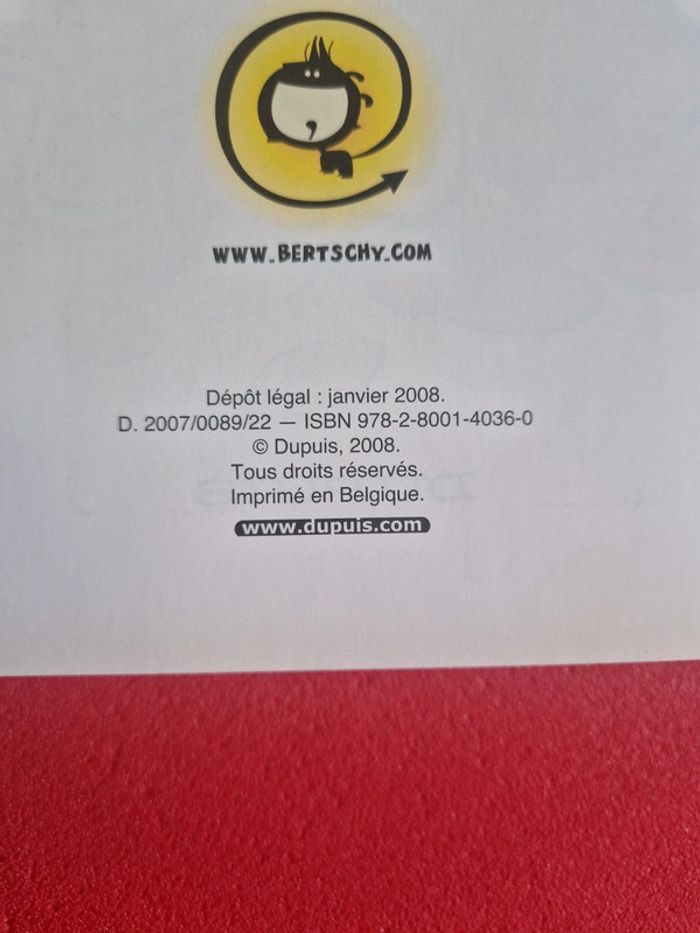 WWW.BERTSCHY.COM
Dépôt légal : janvier 2008.
D. 2007/0089/22 — ISBN 978-2-8001-4036-0
© Dupuis, 2008.
Tous droits réservés.
Imprimé en Belgique.
www.dupuis.com